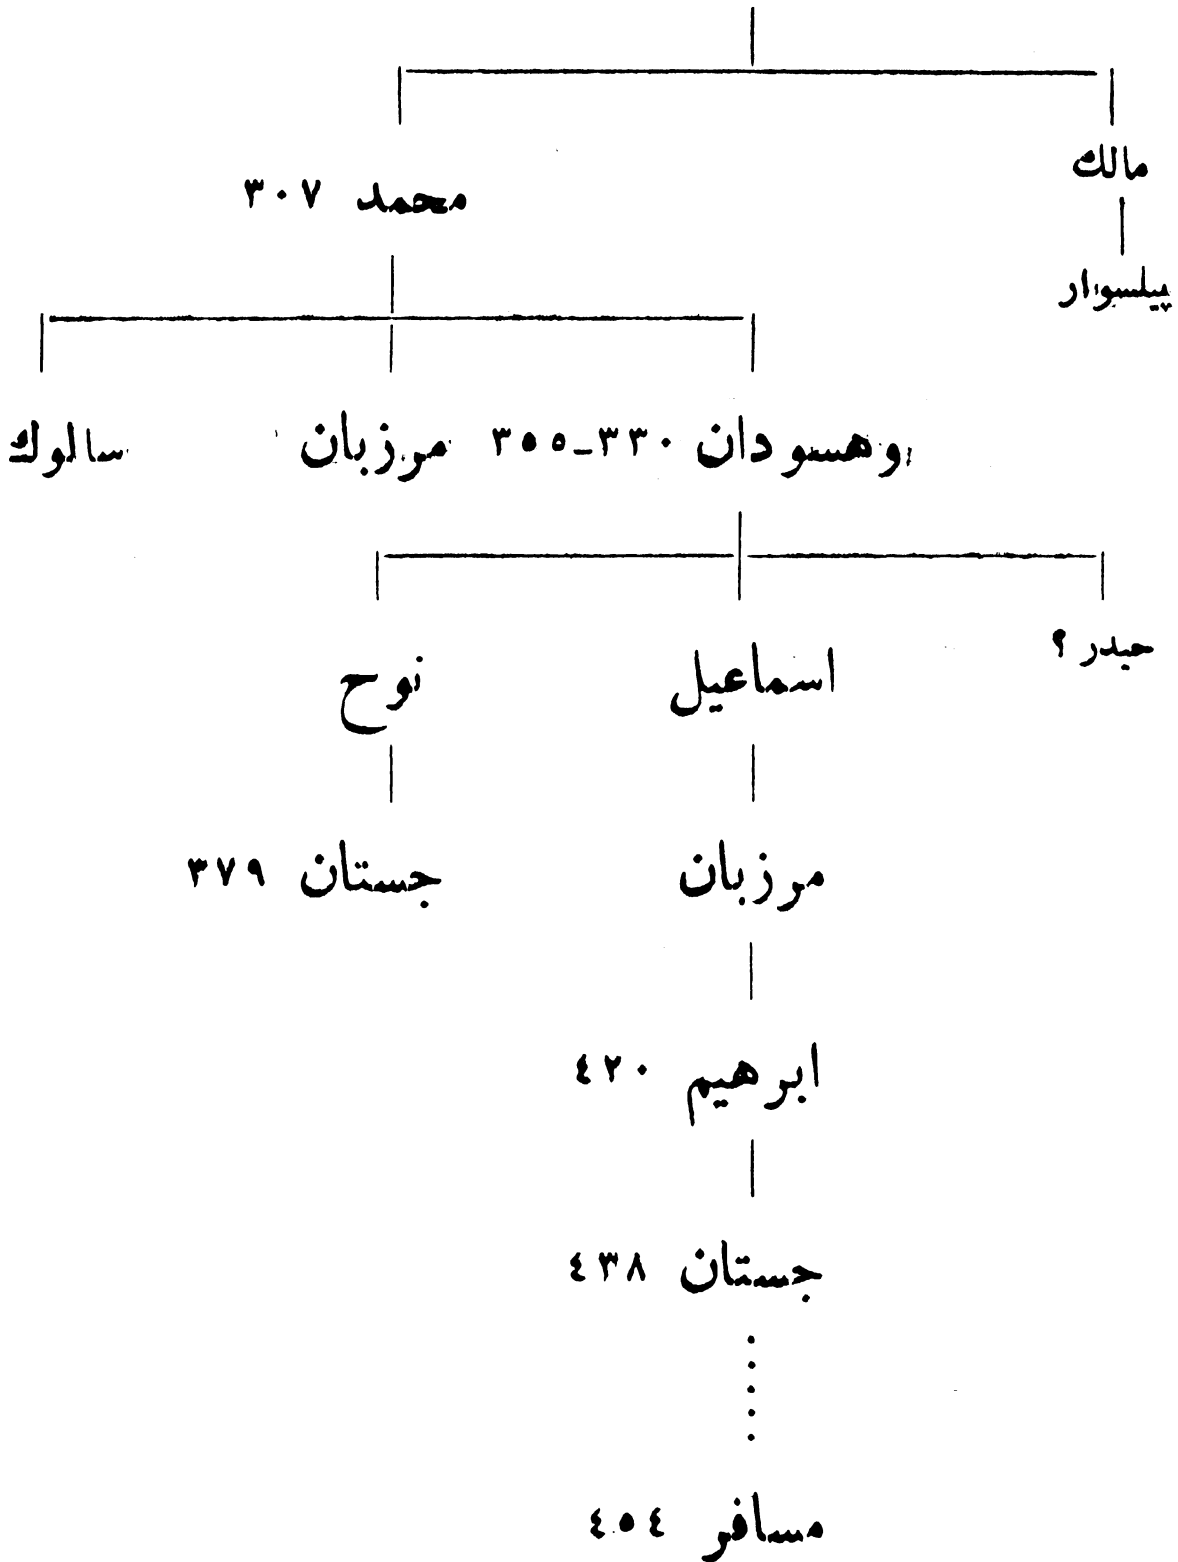 مالك
محمد ٣٠٧
پیلسوار
وهسودان ٣٣٠-٣٥٥ مرزبان سالوك
حیدر ؟
اسماعیل نوح
مرزبان جستان ٣٧٩
ابرهیم ٤٢٠
جستان ٤٣٨
مسافر ٤٥٤